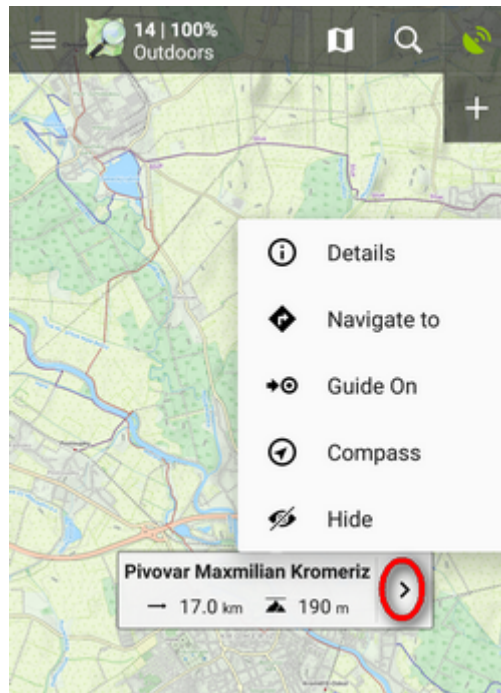 14 | 100%
Outdoors
Details
Navigate to
Guide On
Compass
Hide
Pivovar Maxmilian Kromeriz
17.0 km 190 m